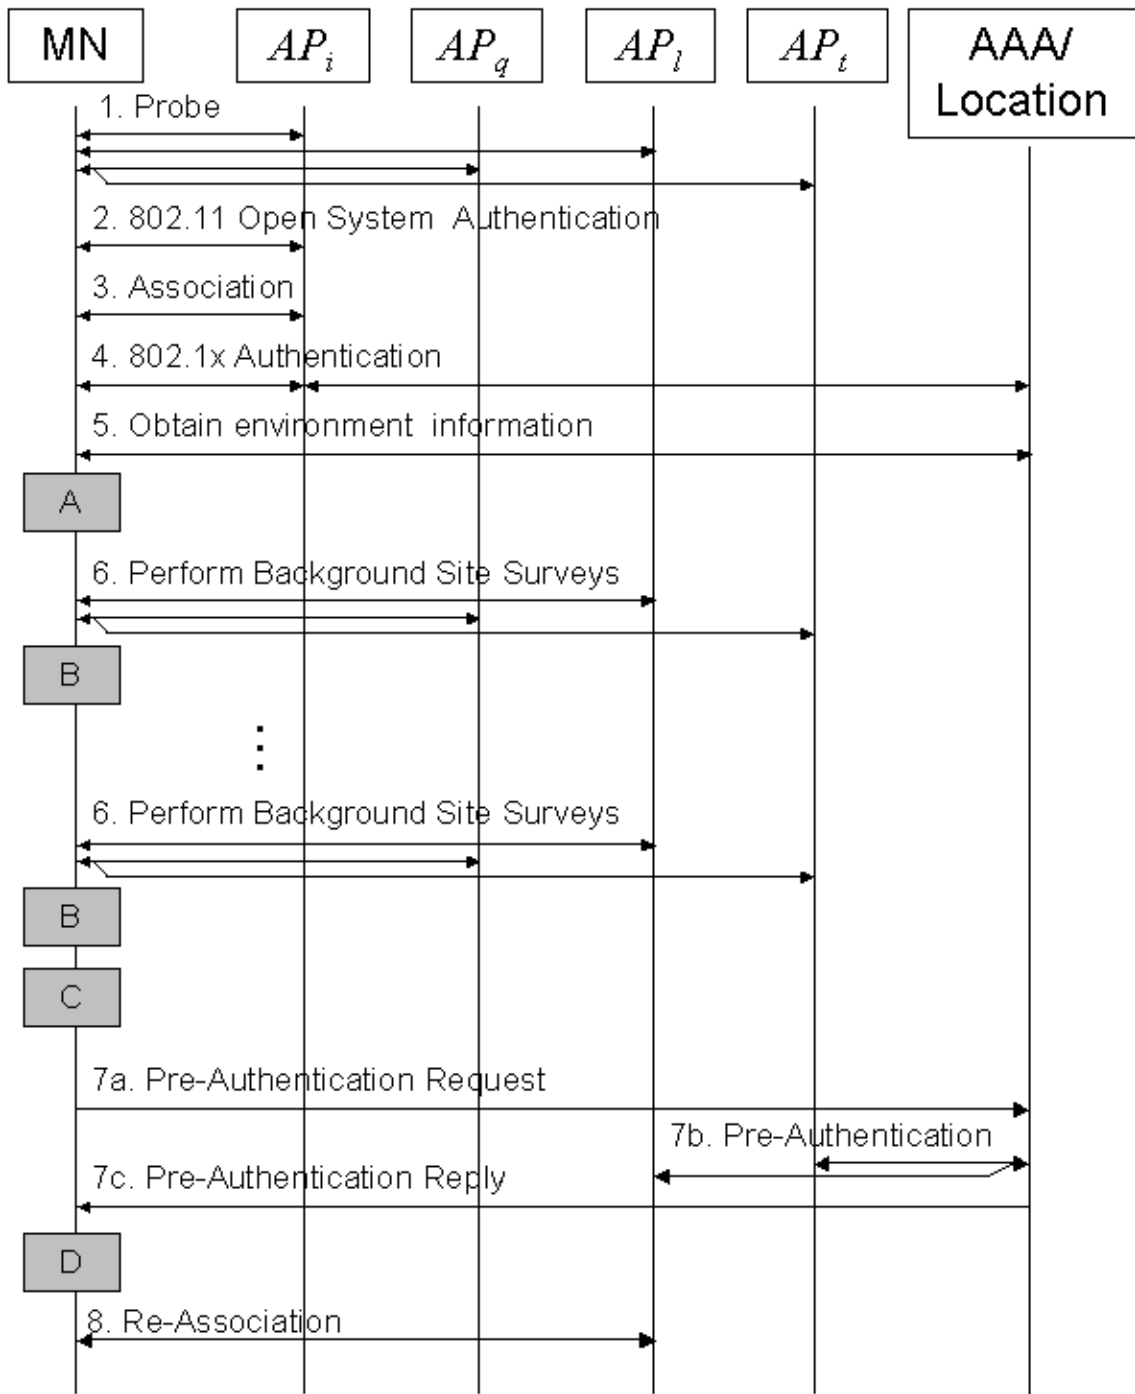 MN
AP_i
AP_q
AP_l
AP_t
AAA/
Location
1. Probe
2. 802.11 Open System Authentication
3. Association
4. 802.1x Authentication
5. Obtain environment information
A
6. Perform Background Site Surveys
B
6. Perform Background Site Surveys
B
C
7a. Pre-Authentication Request
7b. Pre-Authentication
7c. Pre-Authentication Reply
D
8. Re-Association